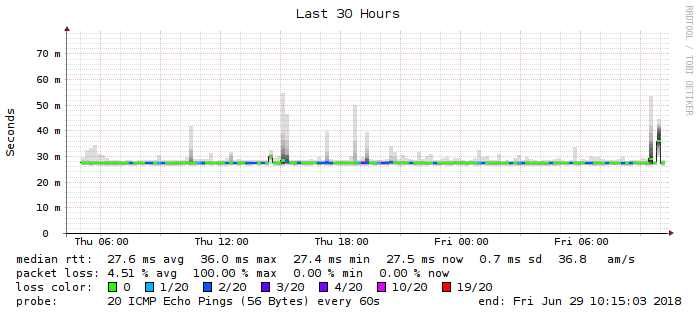 Last 30 Hours
RRDTOOL / TOBI OETIKER
Seconds
70 m
60 m
50 m
40 m
30 m
20 m
10 m
0
Thu 06:00 Thu 12:00 Thu 18:00 Fri 00:00 Fri 06:00
median rtt: 27.6 ms avg 36.0 ms max 27.4 ms min 27.5 ms now 0.7 ms sd 36.8 am/s
packet loss: 4.51 % avg 100.00 % max 0.00 % min 0.00 % now
loss color: 0 1/20 2/20 3/20 4/20 10/20 19/20
probe: 20 ICMP Echo Pings (56 Bytes) every 60s end: Fri Jun 29 10:15:03 2018